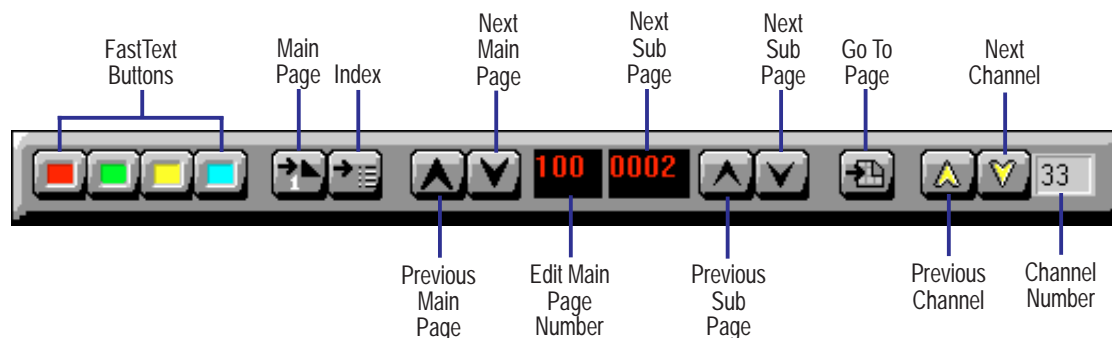 FastText
Buttons
Main
Page
Index
Next
Main
Page
Next
Sub
Page
Next
Sub
Page
Go To
Page
Next
Channel
1
100
0002
33
Previous
Main
Page
Edit Main
Page
Number
Previous
Sub
Page
Previous
Channel
Channel
Number